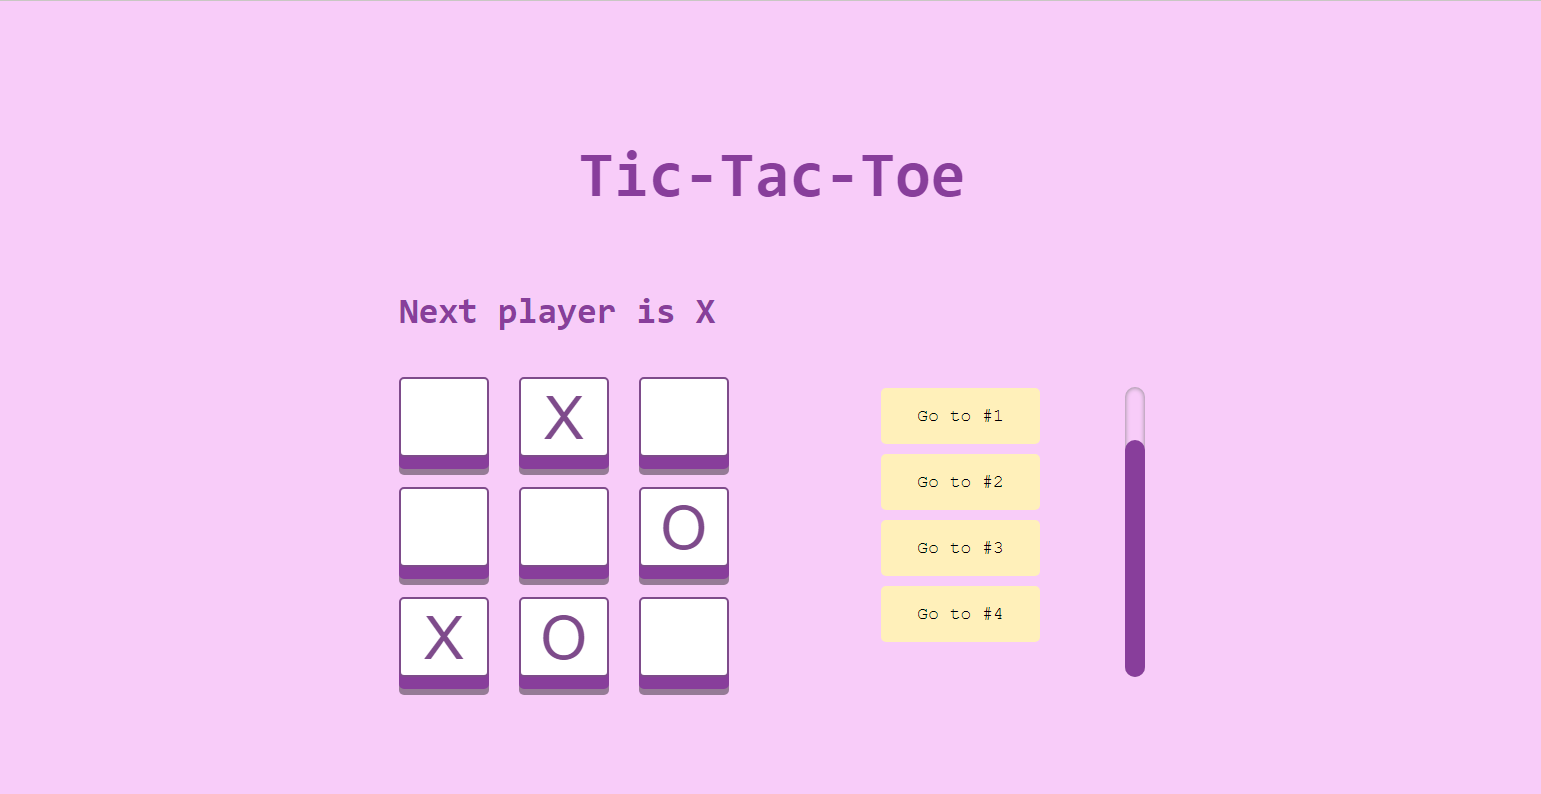 Tic-Tac-Toe
Next player is X
X
O
X O
Go to #1
Go to #2
Go to #3
Go to #4